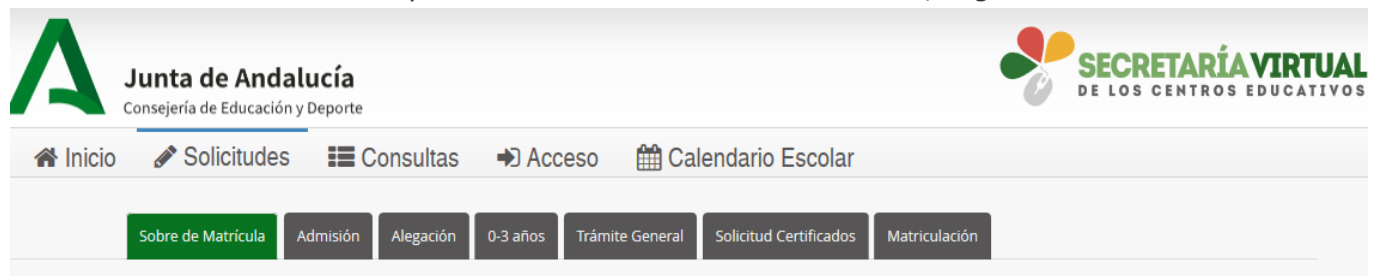 Junta de Andalucía
Consejería de Educación y Deporte
SECRETARÍA VIRTUAL
DE LOS CENTROS EDUCATIVOS
Inicio Solicitudes Consultas Acceso Calendario Escolar
Sobre de Matrícula Admisión Alegación 0-3 años Trámite General Solicitud Certificados Matriculación